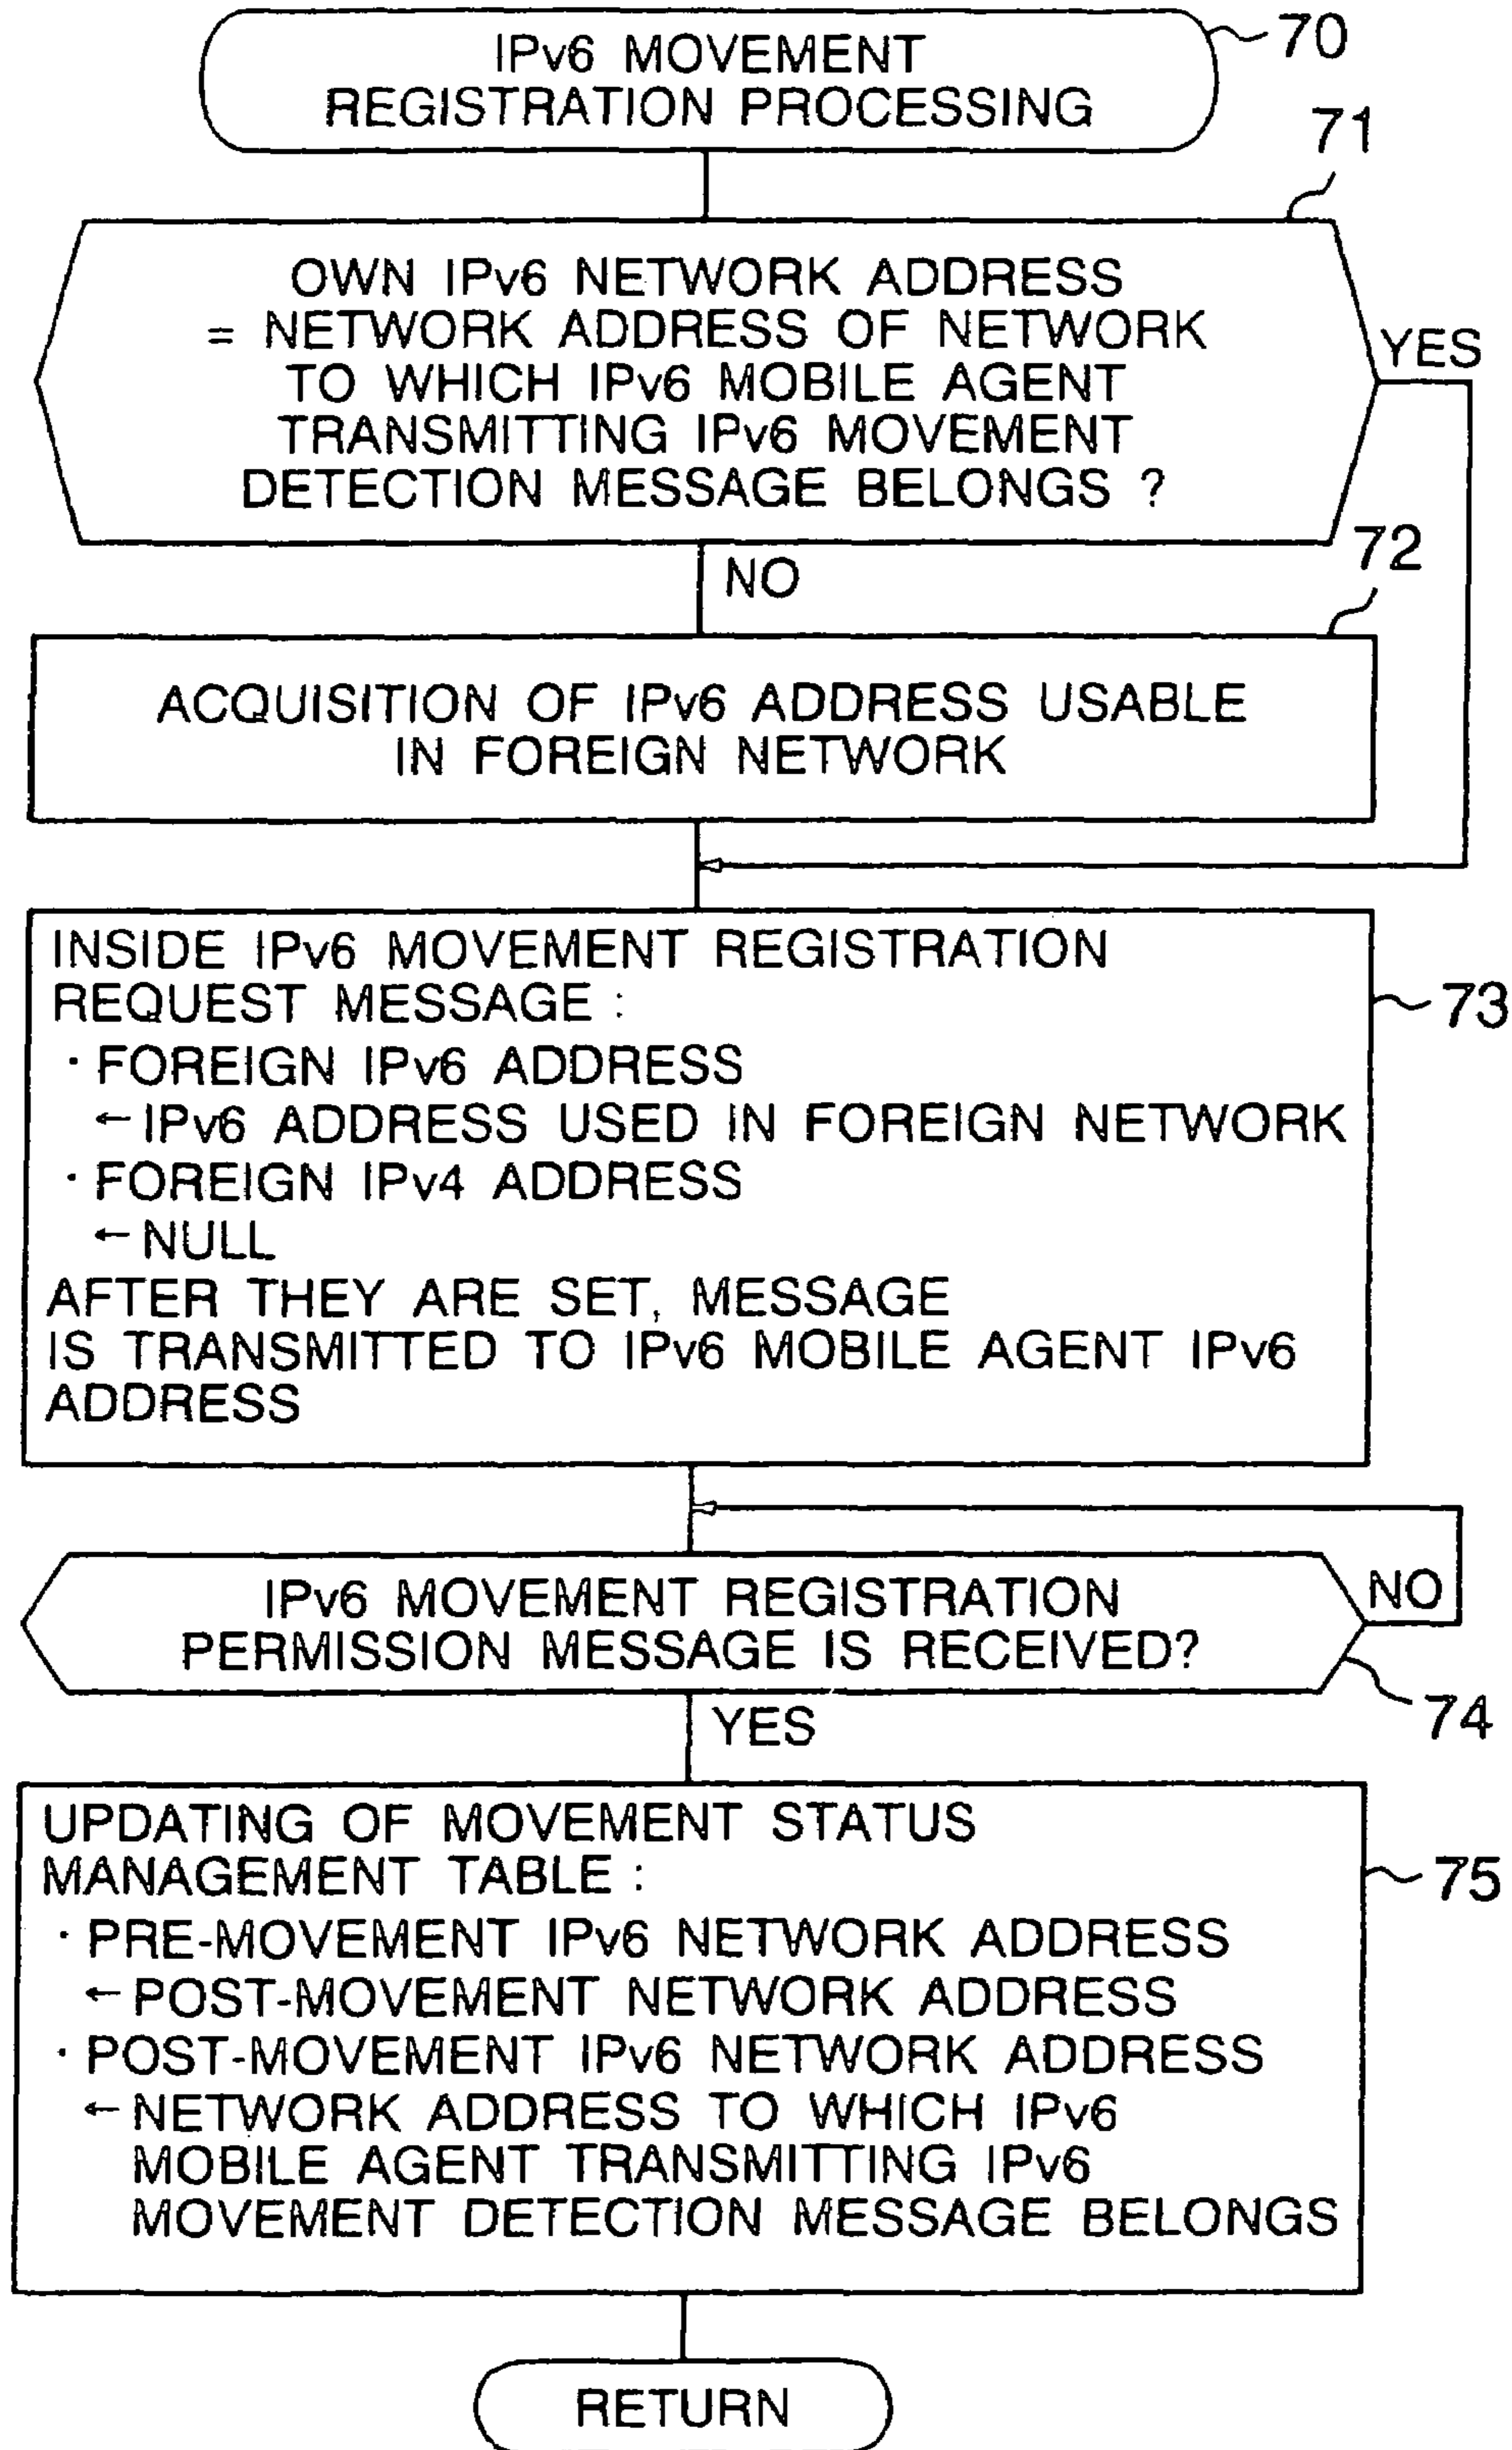 IPv6 MOVEMENT
REGISTRATION PROCESSING
70
71
OWN IPv6 NETWORK ADDRESS
= NETWORK ADDRESS OF NETWORK
TO WHICH IPv6 MOBILE AGENT
TRANSMITTING IPv6 MOVEMENT
DETECTION MESSAGE BELONGS ?
YES
NO
72
ACQUISITION OF IPv6 ADDRESS USABLE
IN FOREIGN NETWORK
INSIDE IPv6 MOVEMENT REGISTRATION
REQUEST MESSAGE :
73
· FOREIGN IPv6 ADDRESS
← IPv6 ADDRESS USED IN FOREIGN NETWORK
· FOREIGN IPv4 ADDRESS
← NULL
AFTER THEY ARE SET, MESSAGE
IS TRANSMITTED TO IPv6 MOBILE AGENT IPv6
ADDRESS
IPv6 MOVEMENT REGISTRATION
PERMISSION MESSAGE IS RECEIVED?
NO
74
YES
UPDATING OF MOVEMENT STATUS
MANAGEMENT TABLE :
75
· PRE-MOVEMENT IPv6 NETWORK ADDRESS
← POST-MOVEMENT NETWORK ADDRESS
· POST-MOVEMENT IPv6 NETWORK ADDRESS
← NETWORK ADDRESS TO WHICH IPv6
MOBILE AGENT TRANSMITTING IPv6
MOVEMENT DETECTION MESSAGE BELONGS
RETURN